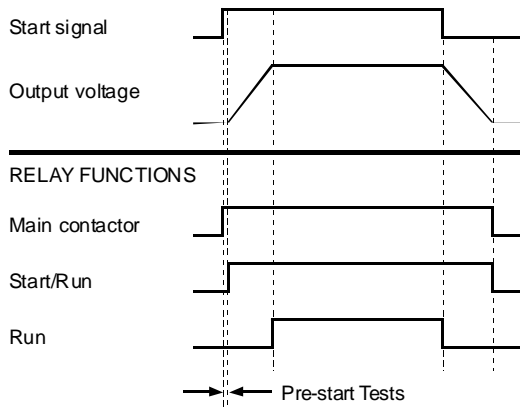 Start signal
Output voltage
RELAY FUNCTIONS
Main contactor
Start/Run
Run
Pre-start Tests